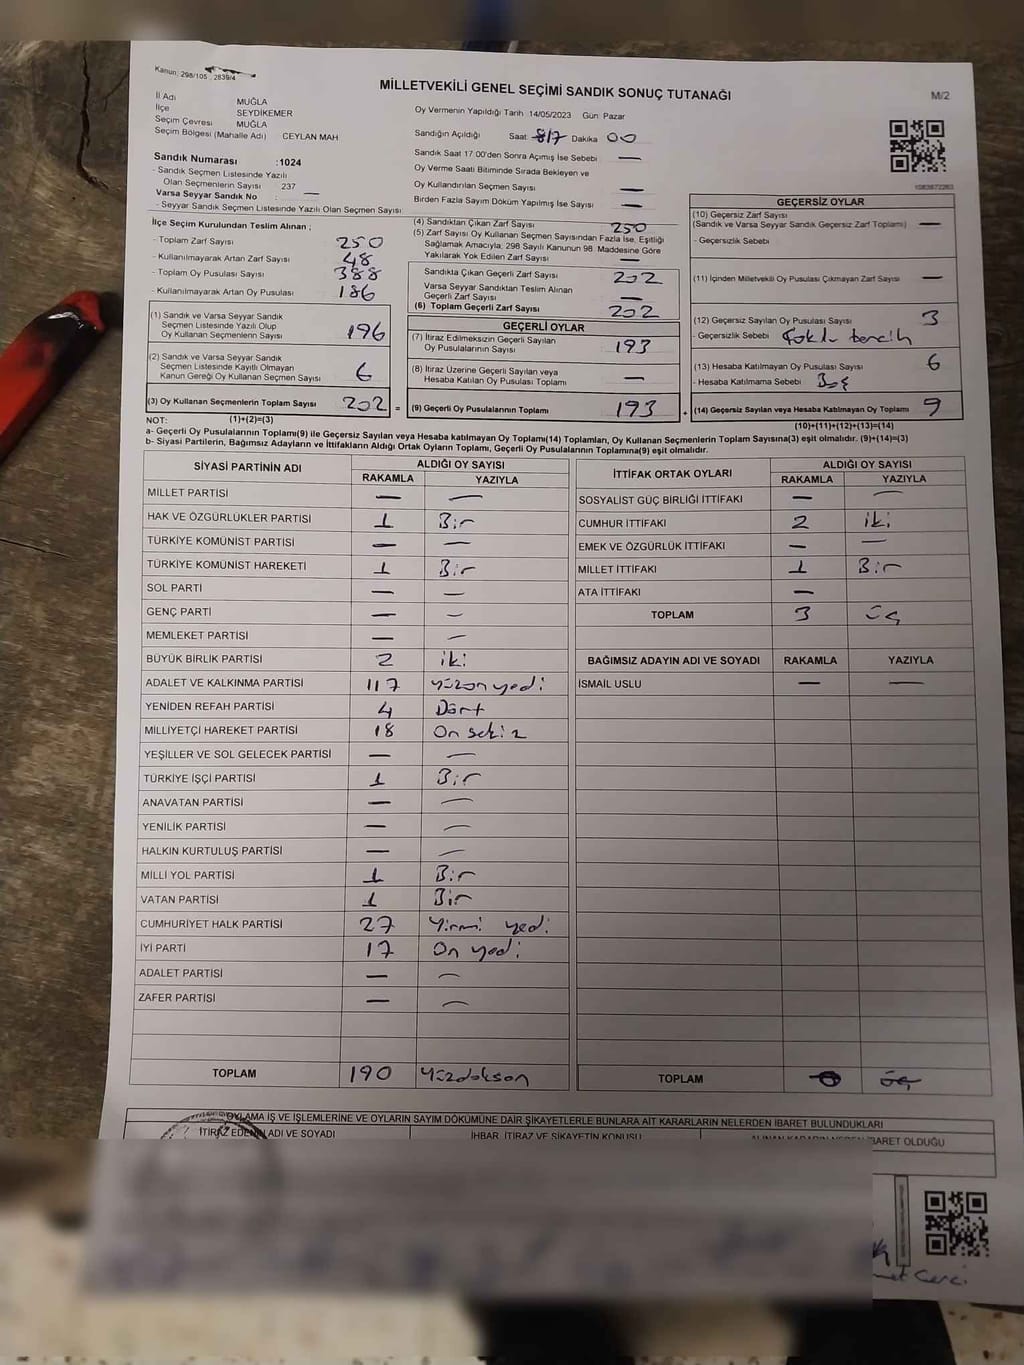 Kanun: 298/105, 2839/4
MİLLETVEKİLİ GENEL SEÇİMİ SANDIK SONUÇ TUTANAĞI
M/2
İl Adı MUĞLA
İlçe SEYDİKEMER
Seçim Çevresi MUĞLA
Seçim Bölgesi (Mahalle Adı) CEYLAN MAH
Sandık Numarası :1024
- Sandık Seçmen Listesinde Yazılı
Olan Seçmenlerin Sayısı 237
Varsa Seyyar Sandık No : —
- Seyyar Sandık Seçmen Listesinde Yazılı Olan Seçmen Sayısı:
Oy Vermenin Yapıldığı Tarih 14/05/2023 Gün: Pazar
Sandığın Açıldığı Saat: Dakika 00
Sandık Saat 17:00'den Sonra Açımış İse Sebebi —
Oy Verme Saati Bitiminde Sırada Bekleyen ve
Oy Kullandırılan Seçmen Sayısı —
Birden Fazla Sayım Döküm Yapılmış İse Sayısı —
İlçe Seçim Kurulundan Teslim Alınan ;
- Toplam Zarf Sayısı 250
- Kullanılmayarak Artan Zarf Sayısı 48
- Toplam Oy Pusulası Sayısı 388
- Kullanılmayarak Artan Oy Pusulası 186
(1) Sandık ve Varsa Seyyar Sandık
Seçmen Listesinde Yazılı Olup
Oy Kullanan Seçmenlerin Sayısı 196
(2) Sandık ve Varsa Seyyar Sandık
Seçmen Listesinde Kayıtlı Olmayan
Kanun Gereği Oy Kullanan Seçmen Sayısı 6
(3) Oy Kullanan Seçmenlerin Toplam Sayısı 202 =
(4) Sandıktan Çıkan Zarf Sayısı 250
(5) Zarf Sayısı Oy Kullanan Seçmen Sayısından Fazla İse, Eşitliği
Sağlamak Amacıyla; 298 Sayılı Kanunun 98. Maddesine Göre
Yakılarak Yok Edilen Zarf Sayısı —
Sandıkta Çıkan Geçerli Zarf Sayısı 202
Varsa Seyyar Sandıktan Teslim Alınan
Geçerli Zarf Sayısı —
(6) Toplam Geçerli Zarf Sayısı 202
GEÇERLİ OYLAR
(7) İtiraz Edilmeksizin Geçerli Sayılan
Oy Pusulalarının Sayısı 193
(8) İtiraz Üzerine Geçerli Sayılan veya
Hesaba Katılan Oy Pusulası Toplamı —
(9) Geçerli Oy Pusulalarının Toplamı 193 +
GEÇERSİZ OYLAR
(10) Geçersiz Zarf Sayısı
(Sandık ve Varsa Seyyar Sandık Geçersiz Zarf Toplamı) —
- Geçersizlik Sebebi
(11) İçinden Milletvekili Oy Pusulası Çıkmayan Zarf Sayısı —
(12) Geçersiz Sayılan Oy Pusulası Sayısı 3
- Geçersizlik Sebebi Çoklu tercih
(13) Hesaba Katılmayan Oy Pusulası Sayısı 6
- Hesaba Katılmama Sebebi Boş
(14) Geçersiz Sayılan veya Hesaba Katılmayan Oy Toplamı 9
NOT: (1)+(2)=(3) (10)+(11)+(12)+(13)=(14)
a- Geçerli Oy Pusulalarının Toplamı(9) ile Geçersiz Sayılan veya Hesaba katılmayan Oy Toplamı(14) Toplamları, Oy Kullanan Seçmenlerin Toplam Sayısına(3) eşit olmalıdır. (9)+(14)=(3)
b- Siyasi Partilerin, Bağımsız Adayların ve İttifakların Aldığı Ortak Oyların Toplamı, Geçerli Oy Pusulalarının Toplamına(9) eşit olmalıdır.
SİYASİ PARTİNİN ADI ALDIĞI OY SAYISI
RAKAMLA YAZIYLA
MİLLET PARTİSİ — —
HAK VE ÖZGÜRLÜKLER PARTİSİ 1 Bir
TÜRKİYE KOMÜNİST PARTİSİ — —
TÜRKİYE KOMÜNİST HAREKETİ 1 Bir
SOL PARTİ — —
GENÇ PARTİ — —
MEMLEKET PARTİSİ — —
BÜYÜK BİRLİK PARTİSİ 2 iki
ADALET VE KALKINMA PARTİSİ 117 Yüzon yedi
YENİDEN REFAH PARTİSİ 4 Dört
MİLLİYETÇİ HAREKET PARTİSİ 18 On sekiz
YEŞİLLER VE SOL GELECEK PARTİSİ — —
TÜRKİYE İŞÇİ PARTİSİ 1 Bir
ANAVATAN PARTİSİ — —
YENİLİK PARTİSİ — —
HALKIN KURTULUŞ PARTİSİ — —
MİLLİ YOL PARTİSİ 1 Bir
VATAN PARTİSİ 1 Bir
CUMHURİYET HALK PARTİSİ 27 Yirmi yedi
İYİ PARTİ 17 On yedi
ADALET PARTİSİ — —
ZAFER PARTİSİ — —
TOPLAM 190 Yüzdoksan
İTTİFAK ORTAK OYLARI ALDIĞI OY SAYISI
RAKAMLA YAZIYLA
SOSYALİST GÜÇ BİRLİĞİ İTTİFAKI — —
CUMHUR İTTİFAKI 2 iki
EMEK VE ÖZGÜRLÜK İTTİFAKI — —
MİLLET İTTİFAKI 1 Bir
ATA İTTİFAKI —
TOPLAM 3 üç
BAĞIMSIZ ADAYIN ADI VE SOYADI RAKAMLA YAZIYLA
İSMAİL USLU — —
TOPLAM
OYLAMA İŞ VE İŞLEMLERİNE VE OYLARIN SAYIM DÖKÜMÜNE DAİR ŞİKAYETLERLE BUNLARA AİT KARARLARIN NELERDEN İBARET BULUNDUKLARI
İTİRAZ EDENİN ADI VE SOYADI İHBAR, İTİRAZ VE ŞİKAYETİN KONUSU İBARET OLDUĞU